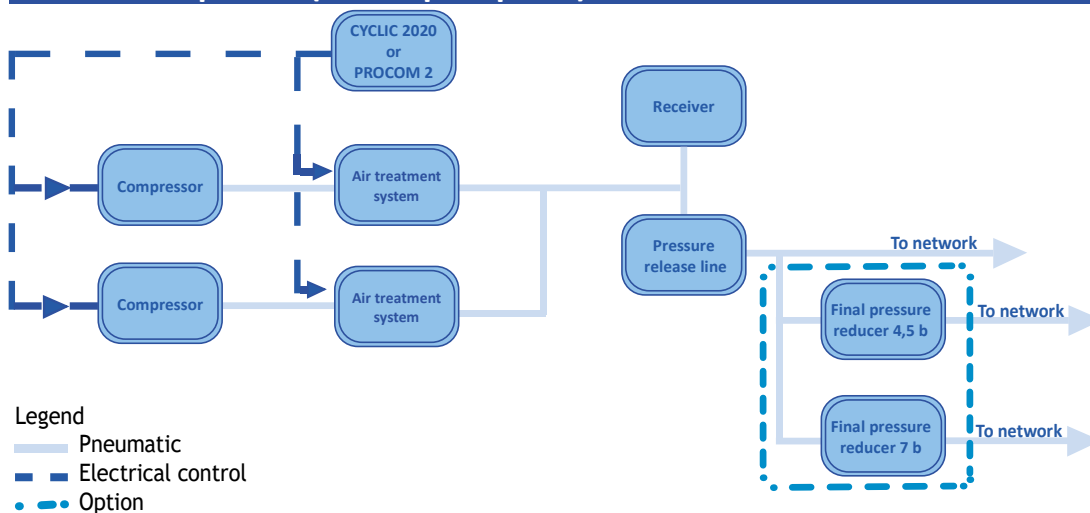 CYCLIC 2020
or
PROCOM 2
Receiver
Compressor
Air treatment
system
Pressure
release line
To network
Compressor
Air treatment
system
Final pressure
reducer 4,5 b
To network
Final pressure
reducer 7 b
To network
Legend
Pneumatic
Electrical control
Option